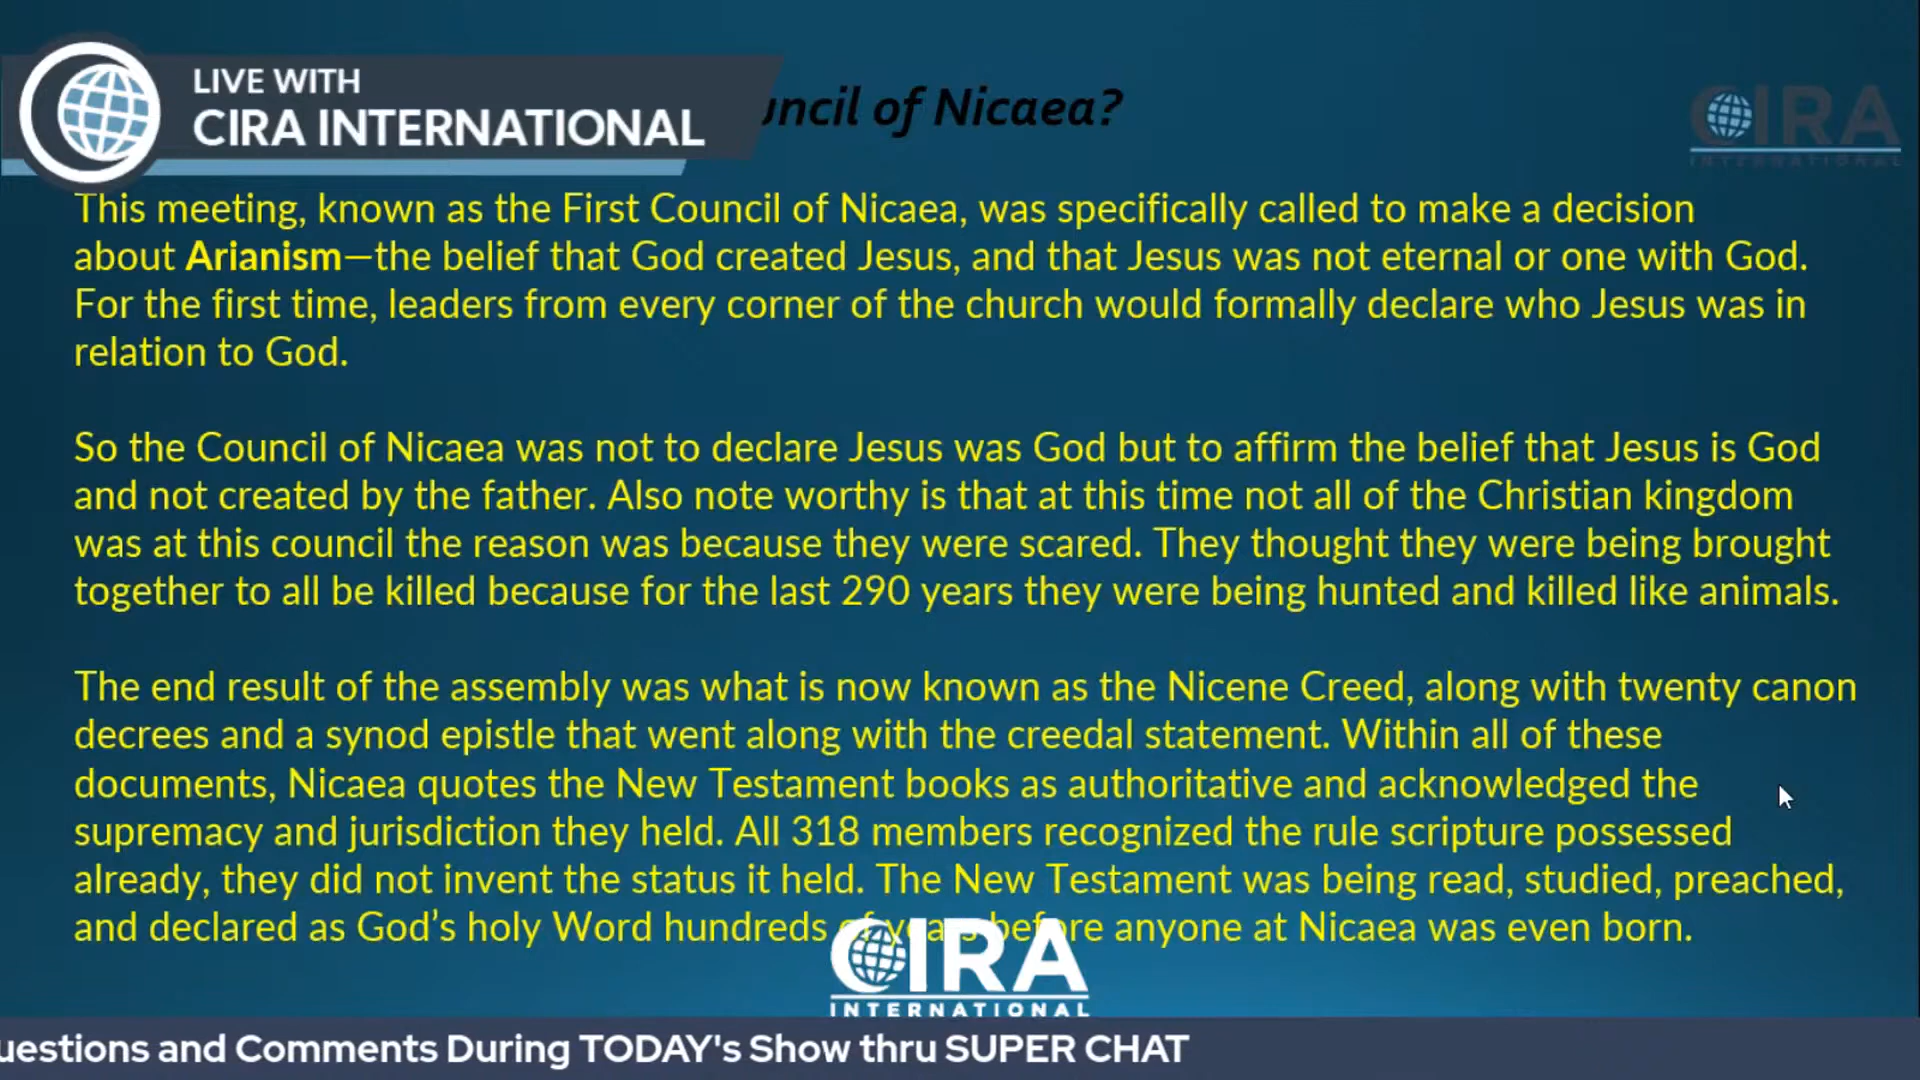 LIVE WITH
CIRA INTERNATIONAL
of Nicaea?
CIRA
INTERNATIONAL
This meeting, known as the First Council of Nicaea, was specifically called to make a decision
about Arianism—the belief that God created Jesus, and that Jesus was not eternal or one with God.
For the first time, leaders from every corner of the church would formally declare who Jesus was in
relation to God.
So the Council of Nicaea was not to declare Jesus was God but to affirm the belief that Jesus is God
and not created by the father. Also note worthy is that at this time not all of the Christian kingdom
was at this council the reason was because they were scared. They thought they were being brought
together to all be killed because for the last 290 years they were being hunted and killed like animals.
The end result of the assembly was what is now known as the Nicene Creed, along with twenty canon
decrees and a synod epistle that went along with the creedal statement. Within all of these
documents, Nicaea quotes the New Testament books as authoritative and acknowledged the
supremacy and jurisdiction they held. All 318 members recognized the rule scripture possessed
already, they did not invent the status it held. The New Testament was being read, studied, preached,
and declared as God’s holy Word hundreds of years before anyone at Nicaea was even born.
CIRA
INTERNATIONAL
and Comments During TODAY's Show thru SUPER CHAT